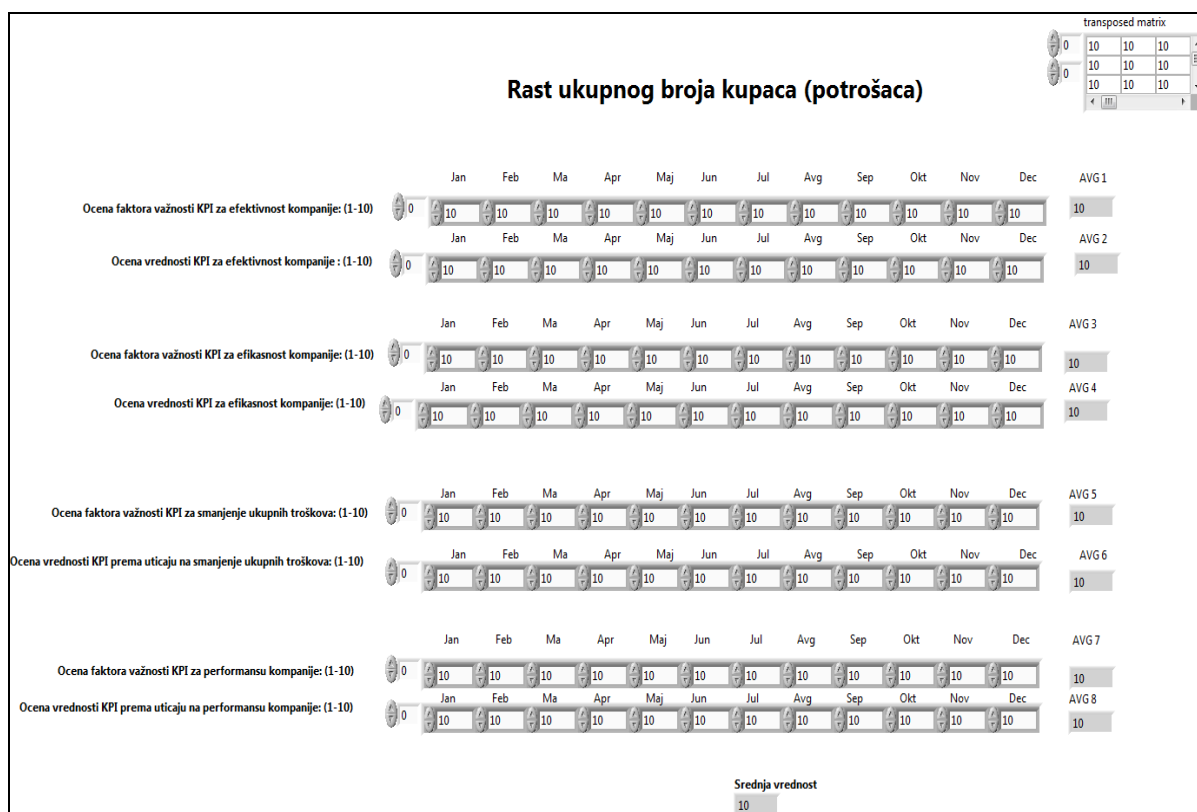 transposed matrix
0 10 10 10
0 10 10 10
10 10 10
Rast ukupnog broja kupaca (potrošaca)
Jan Feb Ma Apr Maj Jun Jul Avg Sep Okt Nov Dec AVG 1
Ocena faktora važnosti KPI za efektivnost kompanije: (1-10) 0 10 10 10 10 10 10 10 10 10 10 10 10 10
Jan Feb Ma Apr Maj Jun Jul Avg Sep Okt Nov Dec AVG 2
Ocena vrednosti KPI za efektivnost kompanije : (1-10) 0 10 10 10 10 10 10 10 10 10 10 10 10 10
Jan Feb Ma Apr Maj Jun Jul Avg Sep Okt Nov Dec AVG 3
Ocena faktora važnosti KPI za efikasnost kompanije: (1-10) 0 10 10 10 10 10 10 10 10 10 10 10 10 10
Jan Feb Ma Apr Maj Jun Jul Avg Sep Okt Nov Dec AVG 4
Ocena vrednosti KPI za efikasnost kompanije: (1-10) 0 10 10 10 10 10 10 10 10 10 10 10 10 10
Jan Feb Ma Apr Maj Jun Jul Avg Sep Okt Nov Dec AVG 5
Ocena faktora važnosti KPI za smanjenje ukupnih troškova: (1-10) 0 10 10 10 10 10 10 10 10 10 10 10 10 10
Jan Feb Ma Apr Maj Jun Jul Avg Sep Okt Nov Dec AVG 6
Ocena vrednosti KPI prema uticaju na smanjenje ukupnih troškova: (1-10) 0 10 10 10 10 10 10 10 10 10 10 10 10 10
Jan Feb Ma Apr Maj Jun Jul Avg Sep Okt Nov Dec AVG 7
Ocena faktora važnosti KPI za performansu kompanije: (1-10) 0 10 10 10 10 10 10 10 10 10 10 10 10 10
Jan Feb Ma Apr Maj Jun Jul Avg Sep Okt Nov Dec AVG 8
Ocena vrednosti KPI prema uticaju na performansu kompanije: (1-10) 0 10 10 10 10 10 10 10 10 10 10 10 10 10
Srednja vrednost
10